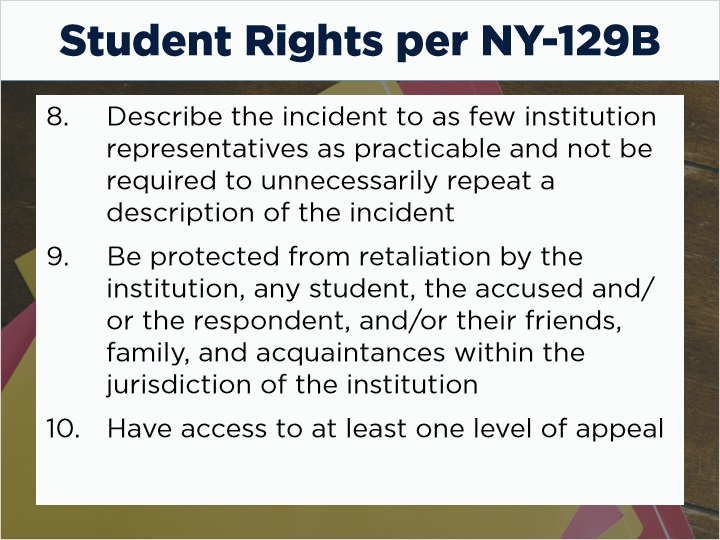 Student Rights per NY-129B
8. Describe the incident to as few institution
representatives as practicable and not be
required to unnecessarily repeat a
description of the incident
9. Be protected from retaliation by the
institution, any student, the accused and/
or the respondent, and/or their friends,
family, and acquaintances within the
jurisdiction of the institution
10. Have access to at least one level of appeal